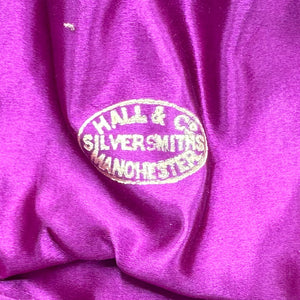 HALL & Co
SILVERSMITHS
MANCHESTER